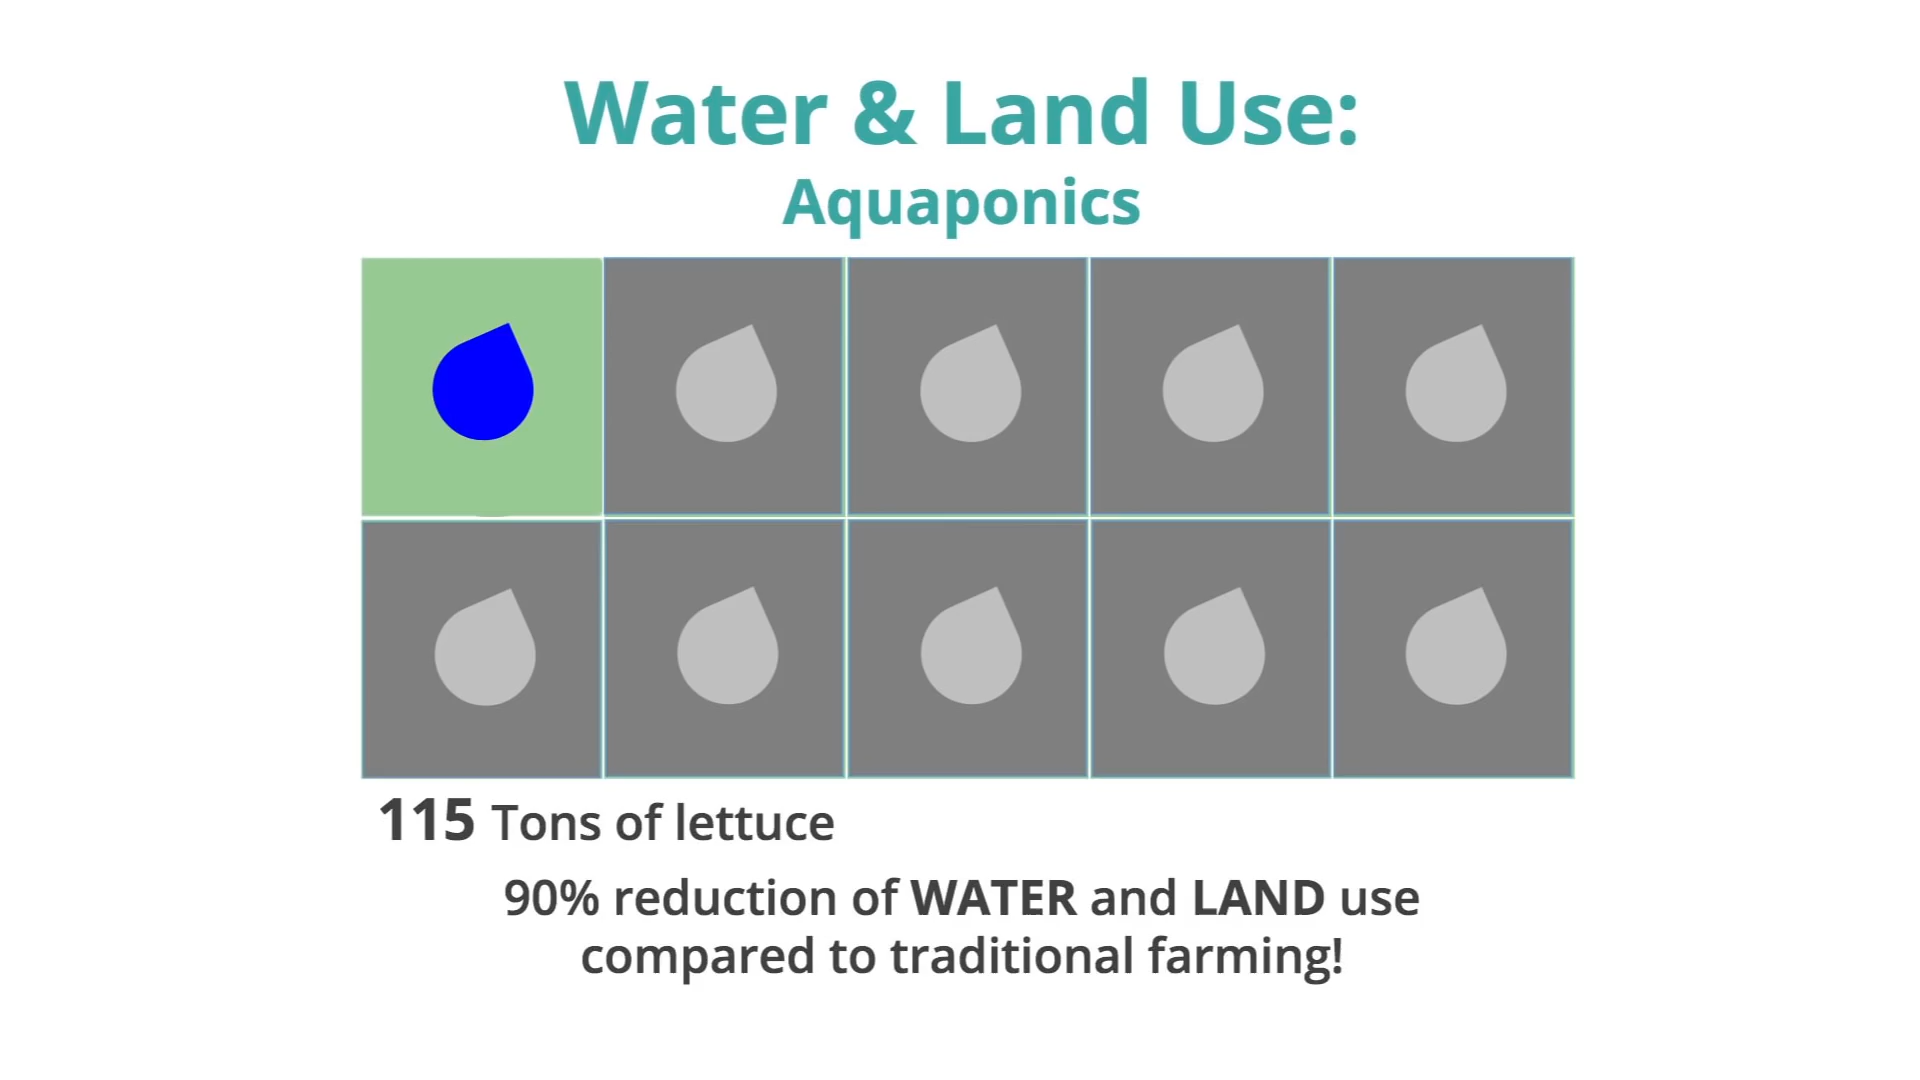 Water & Land Use:
Aquaponics
115 Tons of lettuce
90% reduction of WATER and LAND use
compared to traditional farming!